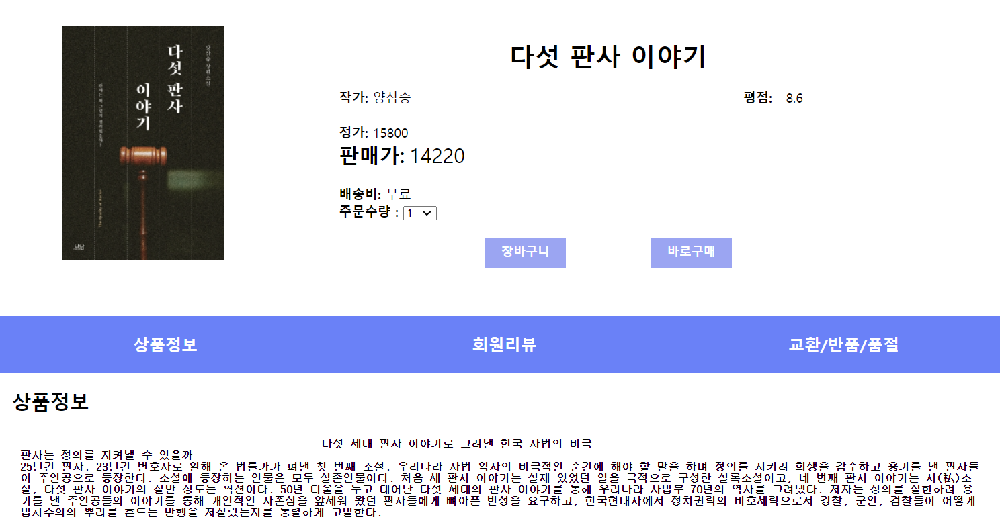 다섯 판사
이야기
양삼승 장편소설
나남
다섯 판사 이야기
작가: 양삼승
평점: 8.6
정가: 15800
판매가: 14220
배송비: 무료
주문수량 : 1
장바구니
바로구매
상품정보
회원리뷰
교환/반품/품절
상품정보
다섯 세대 판사 이야기로 그려낸 한국 사법의 비극
판사는 정의를 지켜낼 수 있을까
25년간 판사, 23년간 변호사로 일해 온 법률가가 펴낸 첫 번째 소설. 우리나라 사법 역사의 비극적인 순간에 해야 할 말을 하며 정의를 지키려 희생을 감수하고 용기를 낸 판사들
이 주인공으로 등장한다. 소설에 등장하는 인물은 모두 실존인물이다. 처음 세 판사 이야기는 실제 있었던 일을 극적으로 구성한 실록소설이고, 네 번째 판사 이야기는 사(私)소
설, 다섯 판사 이야기의 절반 정도는 픽션이다. 50년 터울을 두고 태어난 다섯 세대의 판사 이야기를 통해 우리나라 사법부 70년의 역사를 그려냈다. 저자는 정의를 실현하려 용
기를 낸 주인공들의 이야기를 통해 개인적인 자존심을 앞세워 왔던 판사들에게 뼈아픈 반성을 요구하고, 한국현대사에서 정치권력의 비호세력으로서 경찰, 군인, 검찰들이 어떻게
법치주의의 뿌리를 흔드는 만행을 저질렀는지를 통렬하게 고발한다.